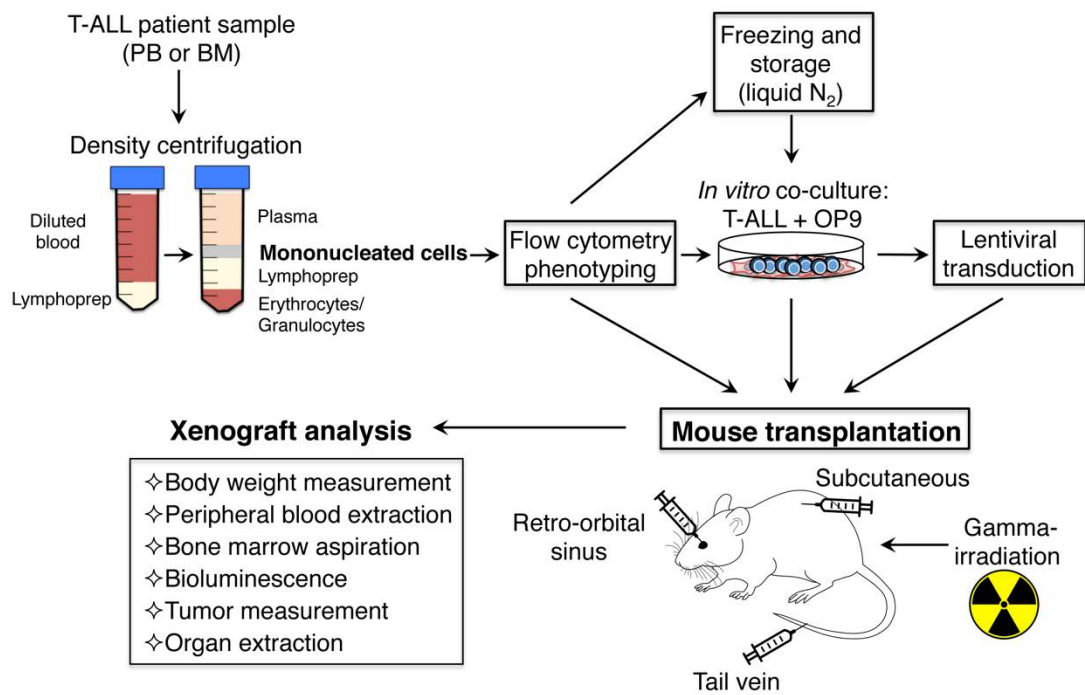 T-ALL patient sample
(PB or BM)
Density centrifugation
Diluted
blood
Lymphoprep
Plasma
Mononucleated cells
Lymphoprep
Erythrocytes/
Granulocytes
Flow cytometry
phenotyping
Freezing and
storage
(liquid N₂)
In vitro co-culture:
T-ALL + OP9
Lentiviral
transduction
Mouse transplantation
Subcutaneous
Retro-orbital
sinus
Gamma-
irradiation
Tail vein
Xenograft analysis
✧Body weight measurement
✧Peripheral blood extraction
✧Bone marrow aspiration
✧Bioluminescence
✧Tumor measurement
✧Organ extraction